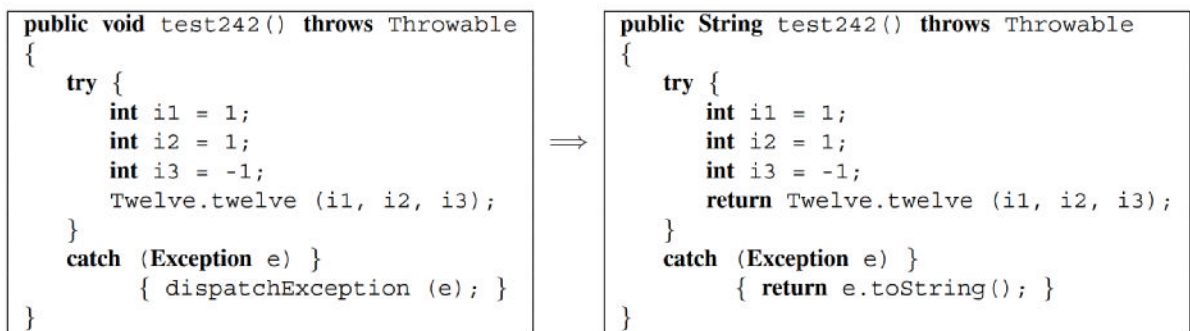 public void test242() throws Throwable
{
try {
int i1 = 1;
int i2 = 1;
int i3 = -1;
Twelve.twelve (i1, i2, i3);
}
catch (Exception e) }
{ dispatchException (e); }
}
⟹
public String test242() throws Throwable
{
try {
int i1 = 1;
int i2 = 1;
int i3 = -1;
return Twelve.twelve (i1, i2, i3);
}
catch (Exception e) }
{ return e.toString(); }
}